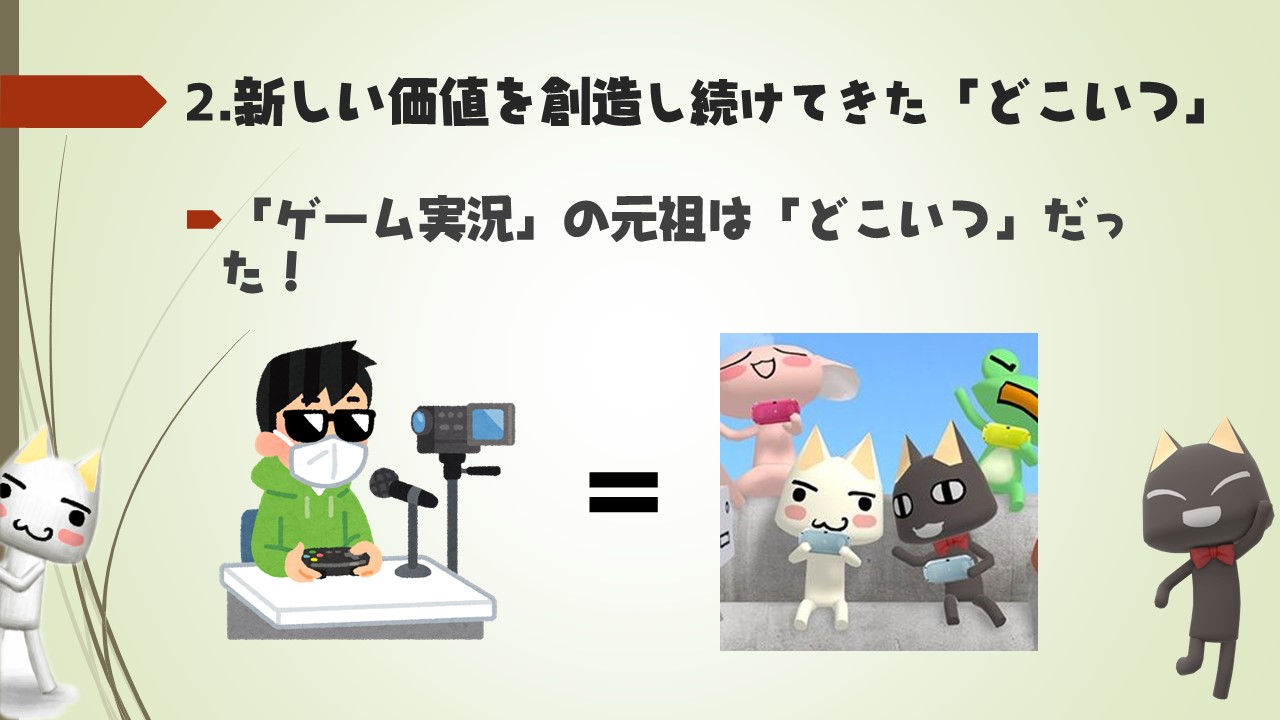 2.新しい価値を創造し続けてきた「どこいつ」
「ゲーム実況」の元祖は「どこいつ」だっ
た！
=